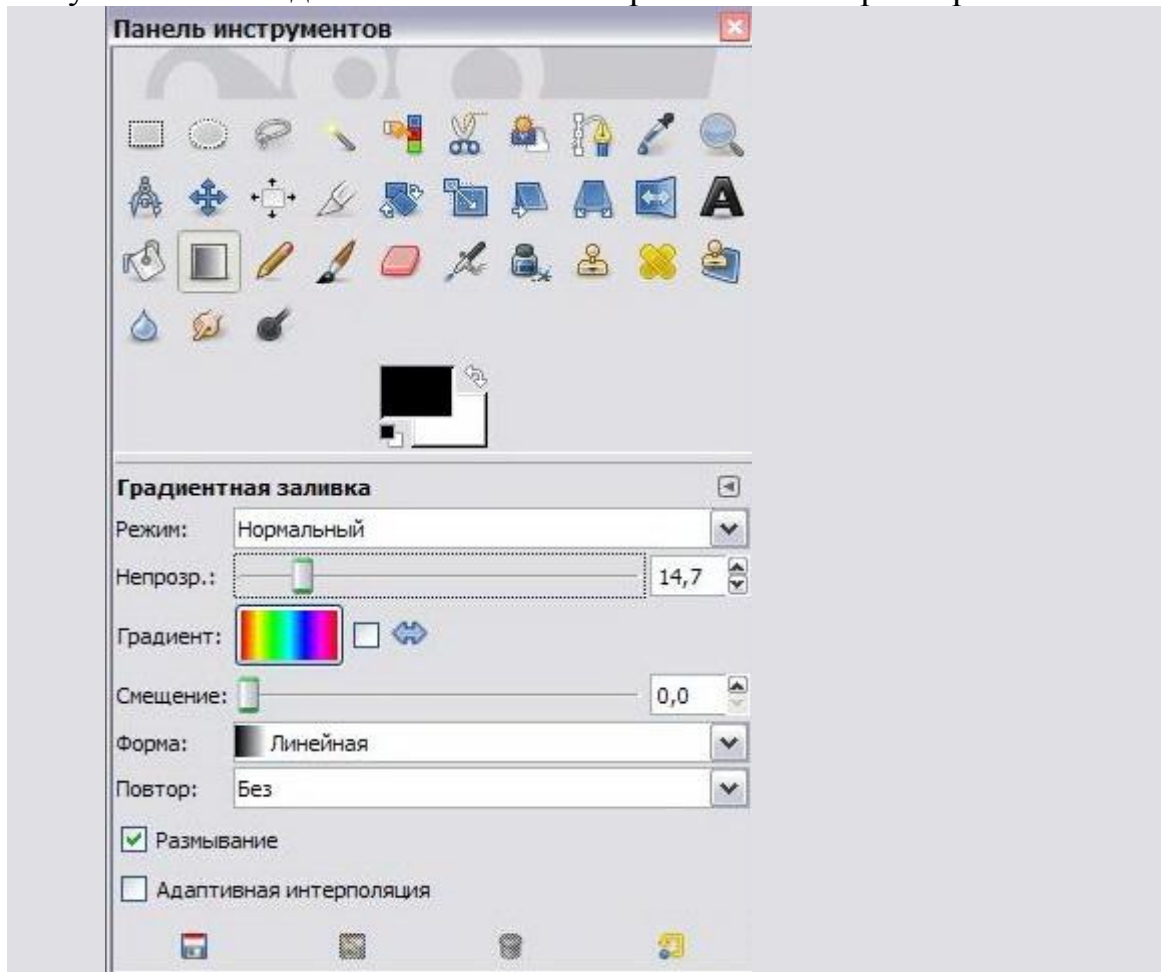 Панель инструментов
Градиентная заливка
Режим: Нормальный
Непрозр.: 14,7
Градиент:
Смещение: 0,0
Форма: Линейная
Повтор: Без
Размывание
Адаптивная интерполяция